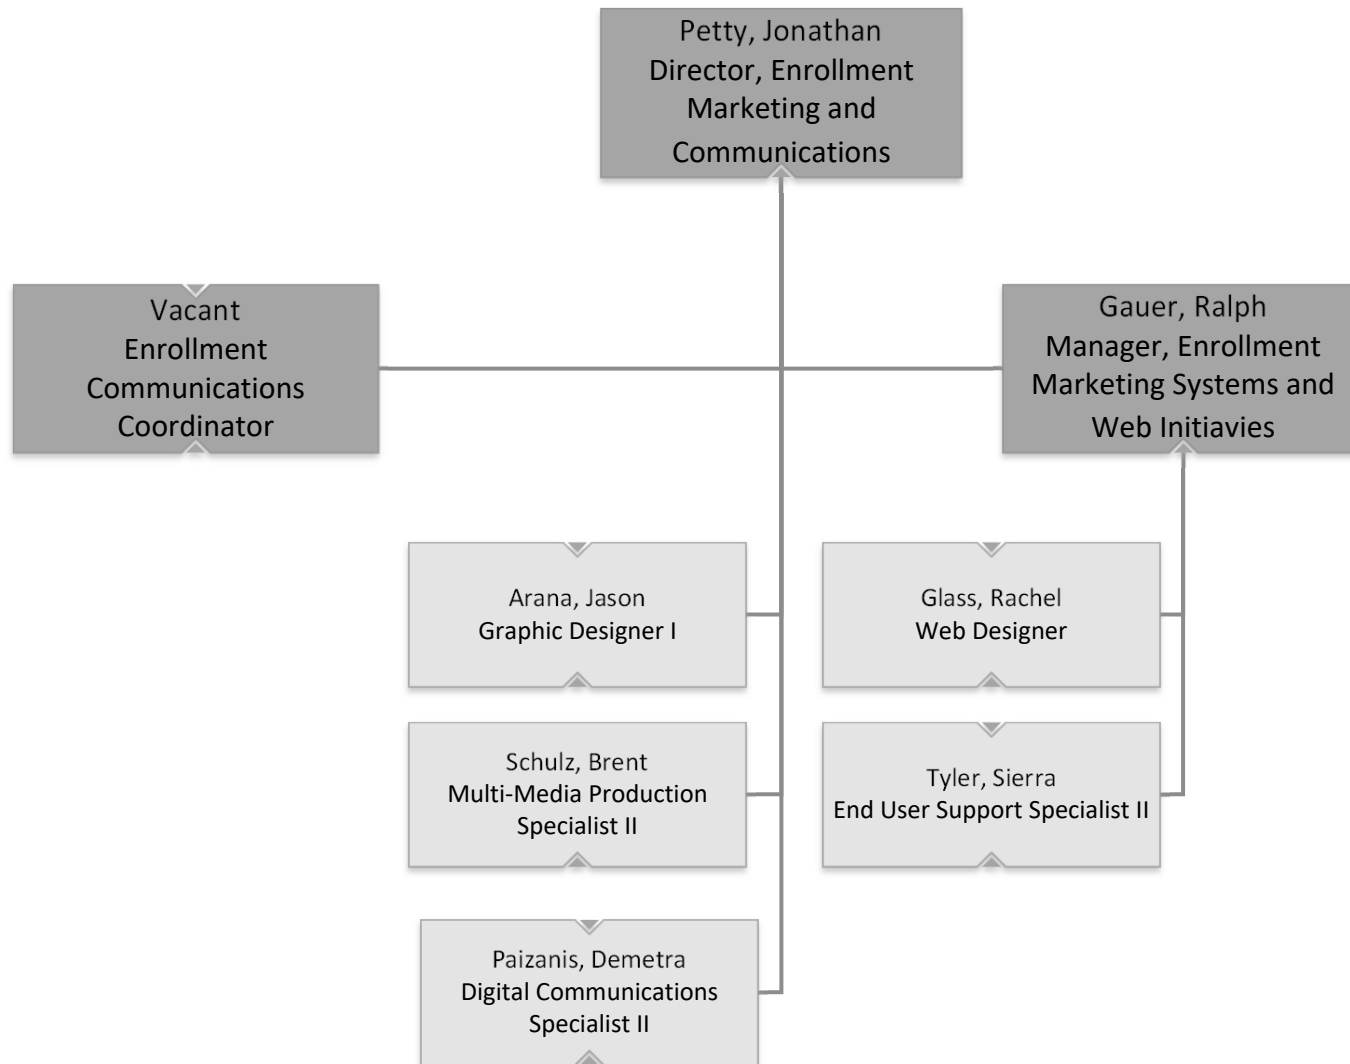 Petty, Jonathan
Director, Enrollment
Marketing and
Communications
Vacant
Enrollment
Communications
Coordinator
Gauer, Ralph
Manager, Enrollment
Marketing Systems and
Web Initiavies
Arana, Jason
Graphic Designer I
Glass, Rachel
Web Designer
Schulz, Brent
Multi-Media Production
Specialist II
Tyler, Sierra
End User Support Specialist II
Paizanis, Demetra
Digital Communications
Specialist II